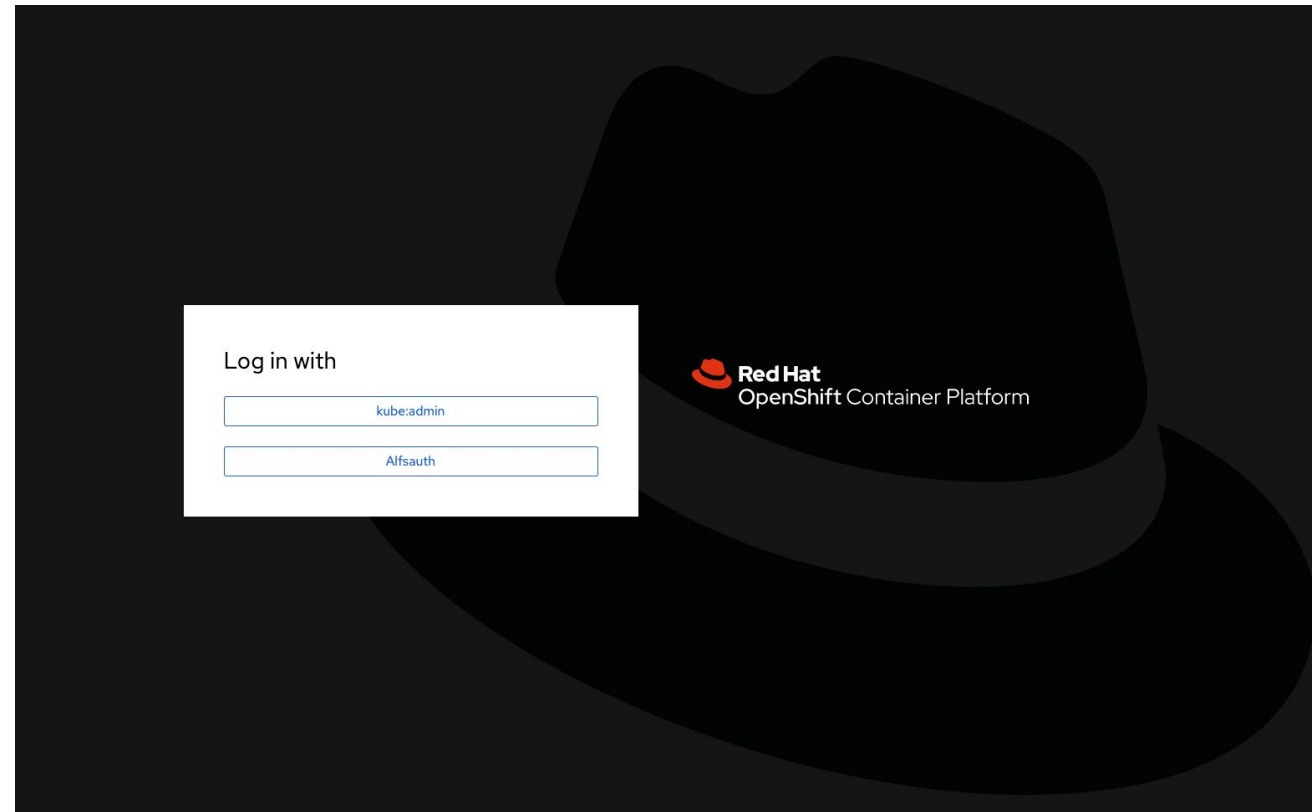 Log in with
kube:admin
Alfsauth
Red Hat
OpenShift Container Platform